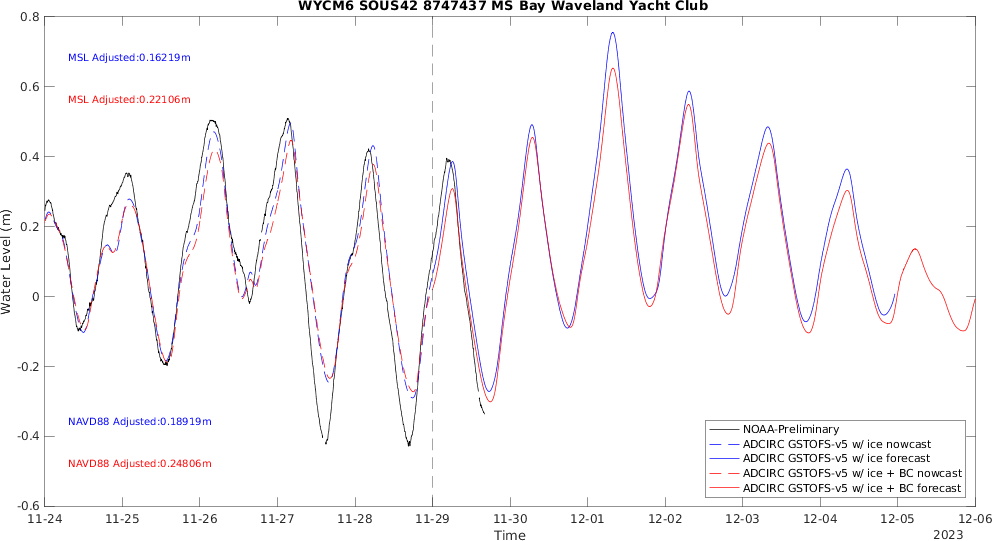 WYCM6 SOUS42 8747437 MS Bay Waveland Yacht Club
0.8
0.6
0.4
0.2
0
-0.2
-0.4
-0.6
Water Level (m)
MSL Adjusted:0.16219m
MSL Adjusted:0.22106m
NAVD88 Adjusted:0.18919m
NAVD88 Adjusted:0.24806m
NOAA-Preliminary
ADCIRC GSTOFS-v5 w/ ice nowcast
ADCIRC GSTOFS-v5 w/ ice forecast
ADCIRC GSTOFS-v5 w/ ice + BC nowcast
ADCIRC GSTOFS-v5 w/ ice + BC forecast
11-24 11-25 11-26 11-27 11-28 11-29 11-30 12-01 12-02 12-03 12-04 12-05 12-06
Time
2023